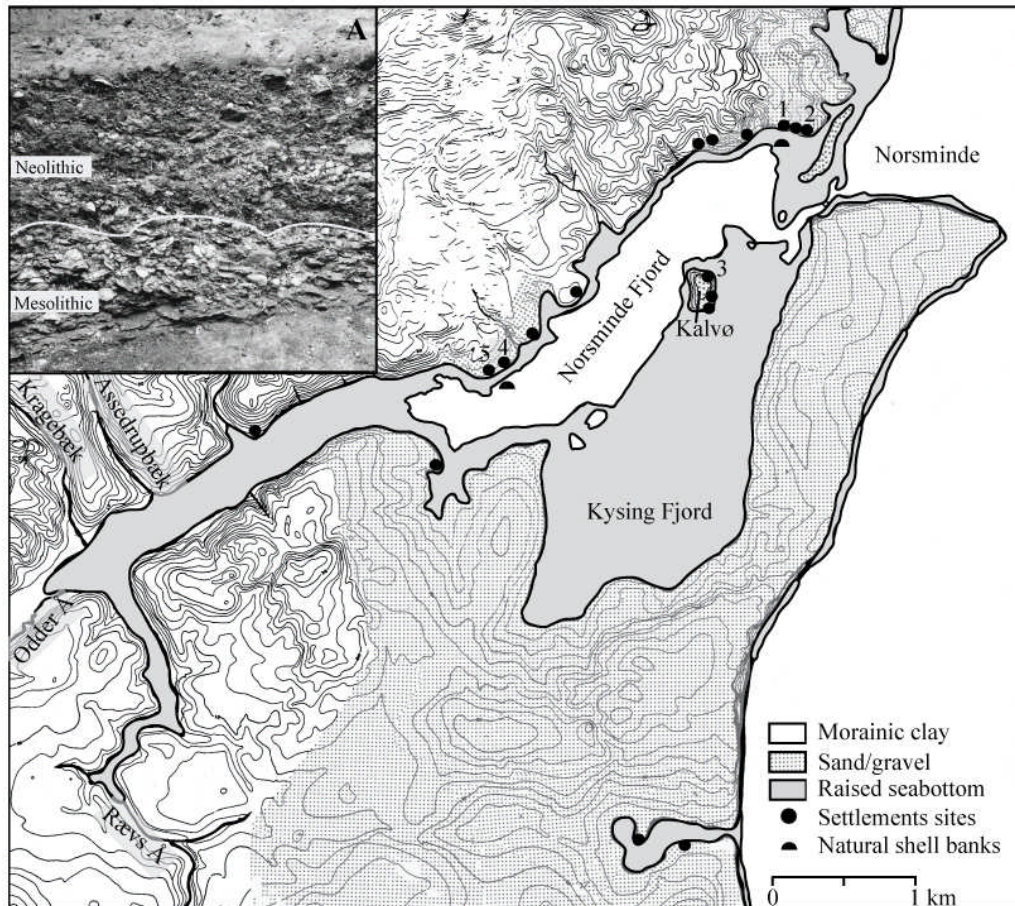 A
Neolithic
Mesolithic
1
2
Norsminde
3
Kalvø
Norsminde Fjord
4
5
Assedrupbæk
Kragebæk
Kysing Fjord
Odder Å
Rævs Å
Morainic clay
Sand/gravel
Raised seabottom
Settlements sites
Natural shell banks
0 1 km